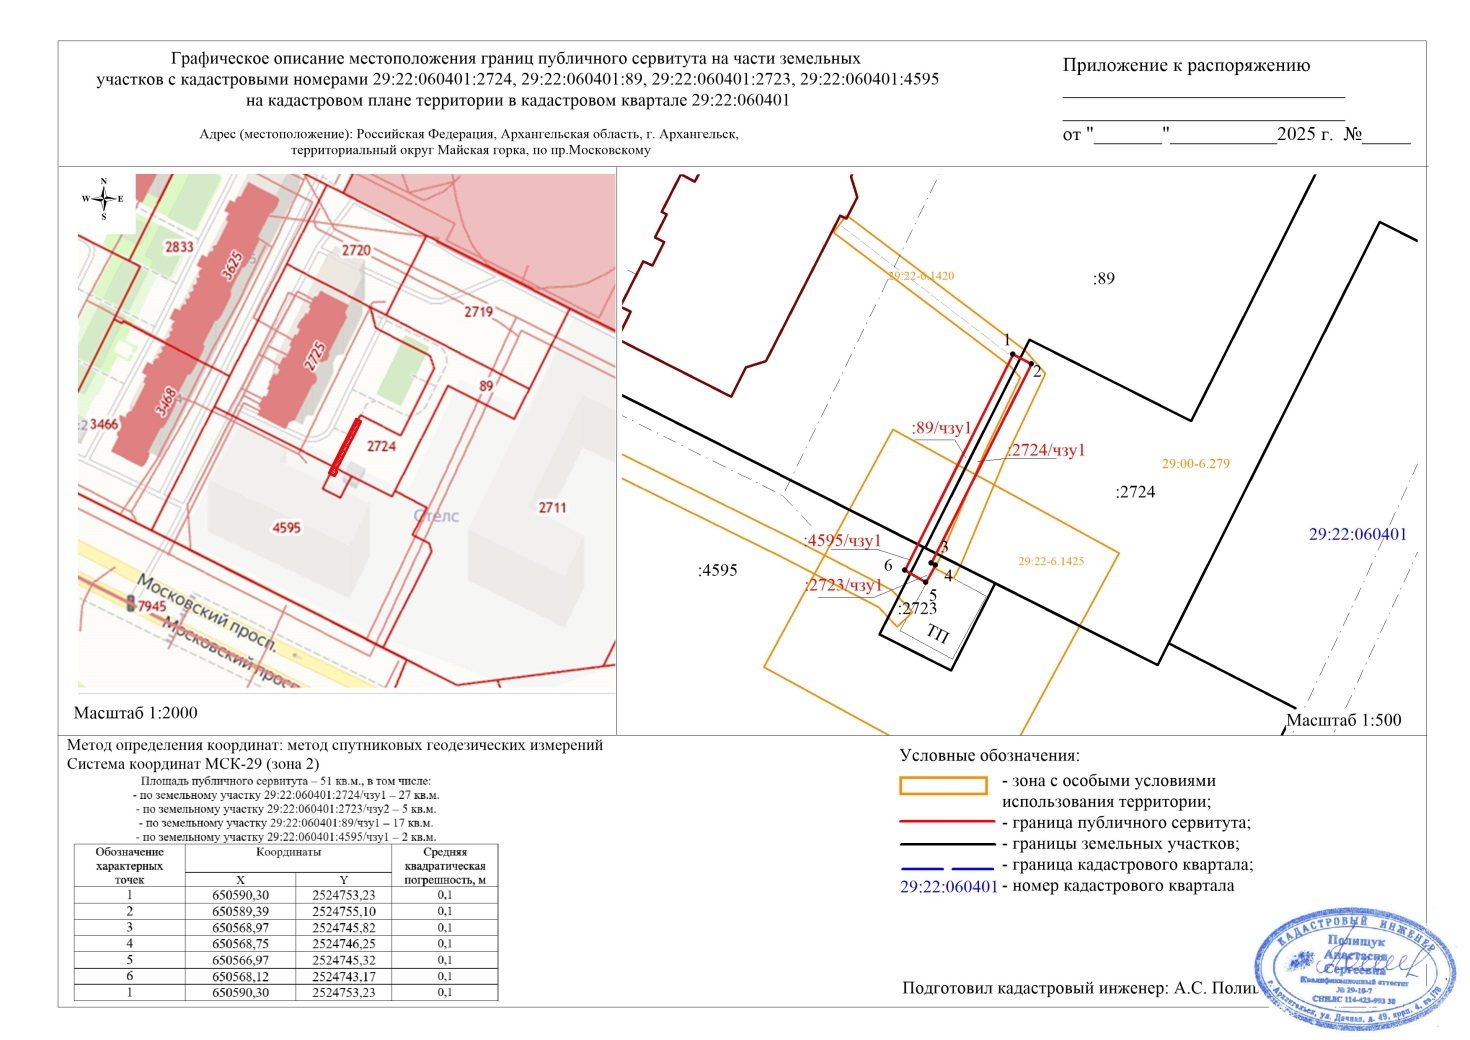 Графическое описание местоположения границ публичного сервитута на части земельных
участков с кадастровыми номерами 29:22:060401:2724, 29:22:060401:89, 29:22:060401:2723, 29:22:060401:4595
на кадастровом плане территории в кадастровом квартале 29:22:060401
Адрес (местоположение): Российская Федерация, Архангельская область, г. Архангельск,
территориальный округ Майская горка, по пр.Московскому
Приложение к распоряжению
от "_______" ___________2025 г. №_____
N
W E
S
2833
3625
5
2720
2719
2725
89
3468
3466
2724
4595
Стелс
2711
7945
Московский просп.
Московский просп
Масштаб 1:2000
29:22-6.1420
:89
1
2
:89/чзу1
:2724/чзу1
29:00-6.279
:2724
29:22:060401
:4595/чзу1
3
29:22-6.1425
:4595
6
4
:2723/чзу1
5
:2723
ТП
Масштаб 1:500
Метод определения координат: метод спутниковых геодезических измерений
Система координат МСК-29 (зона 2)
Площадь публичного сервитута – 51 кв.м., в том числе:
- по земельному участку 29:22:060401:2724/чзу1 – 27 кв.м.
- по земельному участку 29:22:060401:2723/чзу2 – 5 кв.м.
- по земельному участку 29:22:060401:89/чзу1 – 17 кв.м.
- по земельному участку 29:22:060401:4595/чзу1 – 2 кв.м.
Обозначение характерных точек Координаты Средняя квадратическая погрешность, м
X Y
1 650590,30 2524753,23 0,1
2 650589,39 2524755,10 0,1
3 650568,97 2524745,82 0,1
4 650568,75 2524746,25 0,1
5 650566,97 2524745,32 0,1
6 650568,12 2524743,17 0,1
1 650590,30 2524753,23 0,1
Условные обозначения:
- зона с особыми условиями
использования территории;
- граница публичного сервитута;
- границы земельных участков;
- граница кадастрового квартала;
29:22:060401 - номер кадастрового квартала
Подготовил кадастровый инженер: А.С. Полищ
КАДАСТРОВЫЙ ИНЖЕНЕР
Полищук
Анастасия
Сергеевна
Квалификационный аттестат
№ 29-10-7